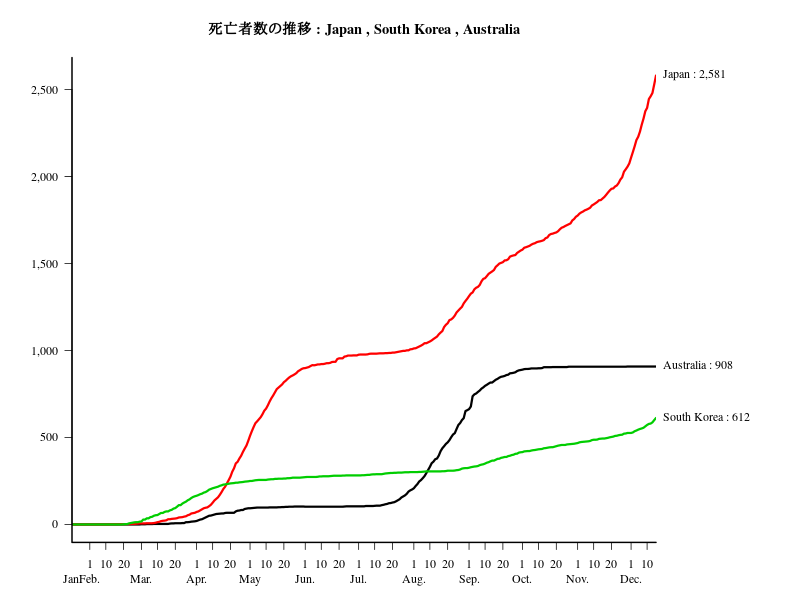 死亡者数の推移 : Japan , South Korea , Australia
Japan : 2,581
2,500
2,000
1,500
1,000
Australia : 908
South Korea : 612
500
0
1 10 20 1 10 20 1 10 20 1 10 20 1 10 20 1 10 20 1 10 20 1 10 20 1 10 20 1 10 20 1 10
JanFeb. Mar. Apr. May Jun. Jul. Aug. Sep. Oct. Nov. Dec.